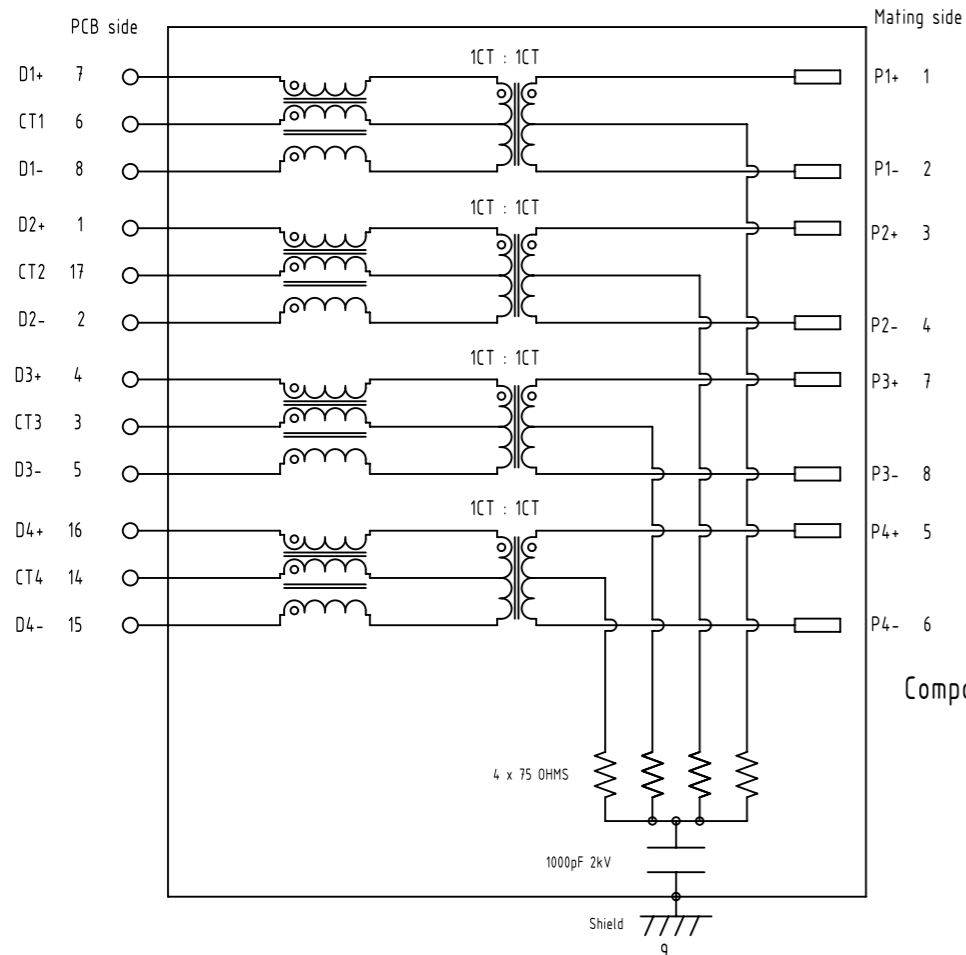 PCB side
Mating side
1CT : 1CT
D1+ 7
P1+ 1
CT1 6
D1- 8
P1- 2
1CT : 1CT
D2+ 1
P2+ 3
CT2 17
D2- 2
P2- 4
1CT : 1CT
D3+ 4
P3+ 7
CT3 3
D3- 5
P3- 8
1CT : 1CT
D4+ 16
P4+ 5
CT4 14
D4- 15
P4- 6
4 x 75 OHMS
1000pF 2kV
Shield
9